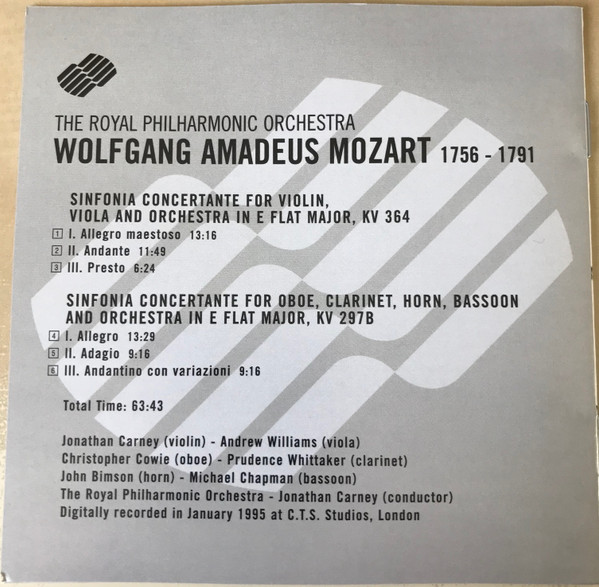 THE ROYAL PHILHARMONIC ORCHESTRA
WOLFGANG AMADEUS MOZART 1756 - 1791
SINFONIA CONCERTANTE FOR VIOLIN,
VIOLA AND ORCHESTRA IN E FLAT MAJOR, KV 364
1 I. Allegro maestoso 13:16
2 II. Andante 11:49
3 III. Presto 6:24
SINFONIA CONCERTANTE FOR OBOE, CLARINET, HORN, BASSOON
AND ORCHESTRA IN E FLAT MAJOR, KV 297B
4 I. Allegro 13:29
5 II. Adagio 9:16
6 III. Andantino con variazioni 9:16
Total Time: 63:43
Jonathan Carney (violin) - Andrew Williams (viola)
Christopher Cowie (oboe) - Prudence Whittaker (clarinet)
John Bimson (horn) - Michael Chapman (bassoon)
The Royal Philharmonic Orchestra - Jonathan Carney (conductor)
Digitally recorded in January 1995 at C.T.S. Studios, London